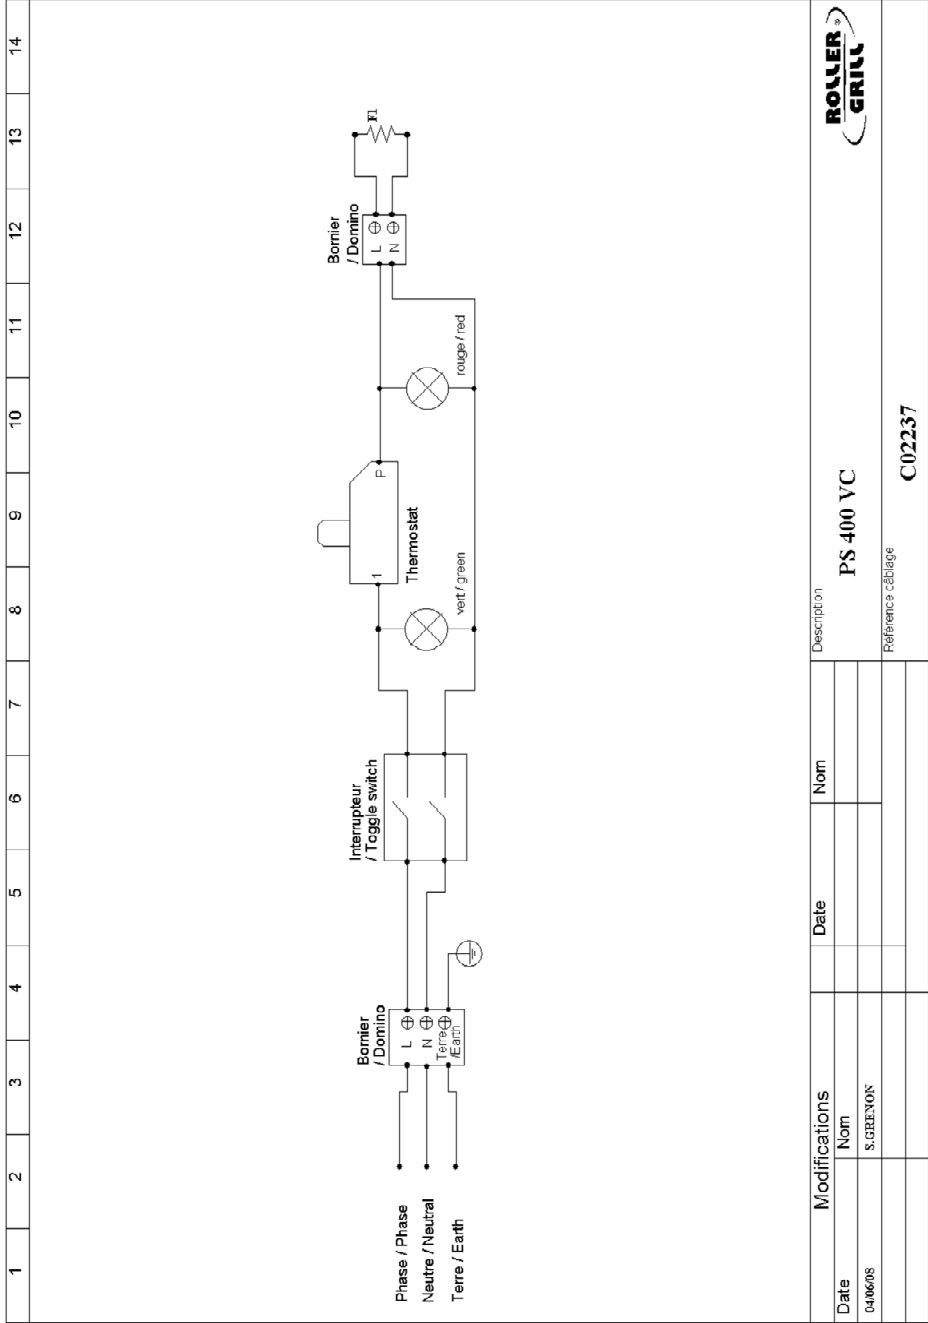 1
2
3
4
5
6
7
8
9
10
11
12
13
14
Phase / Phase
Neutre / Neutral
Terre / Earth
Bornier
/ Domino
L
N
Terre
/Earth
Interrupteur
/ Toggle switch
vert / green
1
Thermostat
P
rouge / red
Bornier
/ Domino
L
N
F1
Modifications
Date
Nom
04/06/08
S.GRENON
Date
Nom
Description
PS 400 VC
Référence câblage
C02237
ROLLER
GRILL